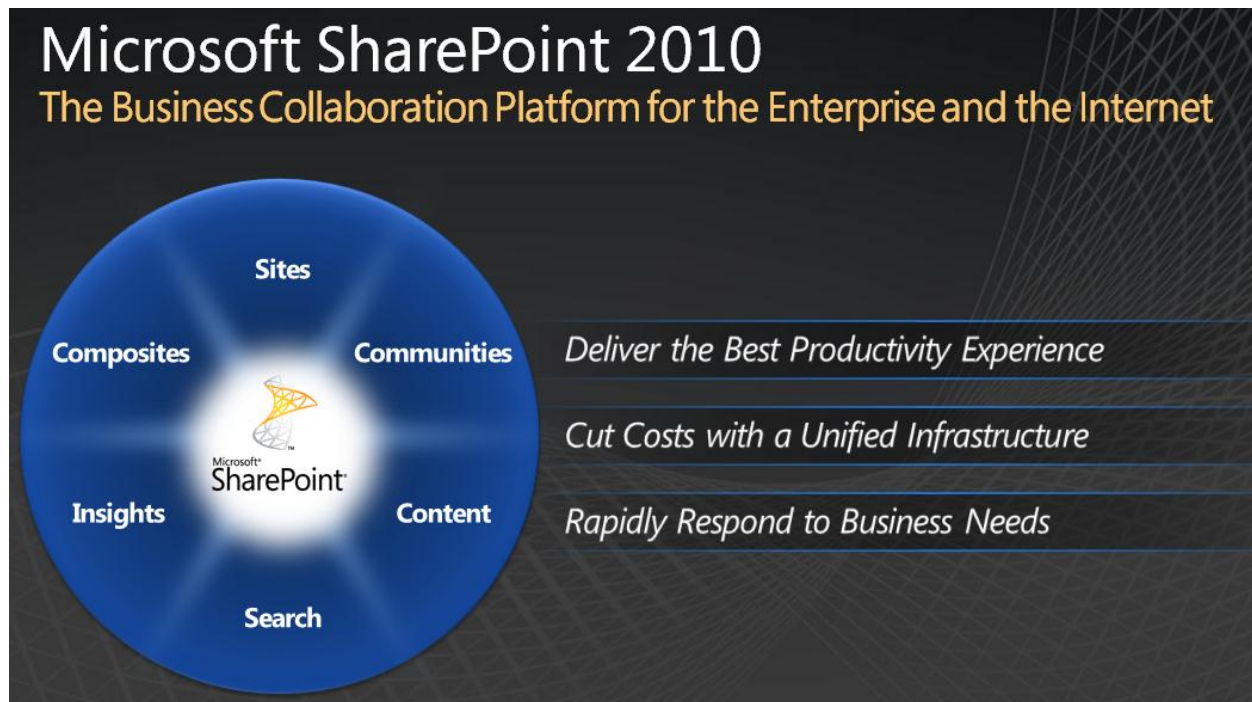 Microsoft SharePoint 2010
The Business Collaboration Platform for the Enterprise and the Internet
Sites
Composites
Communities
Microsoft®
SharePoint®
™
Insights
Content
Search
Deliver the Best Productivity Experience
Cut Costs with a Unified Infrastructure
Rapidly Respond to Business Needs